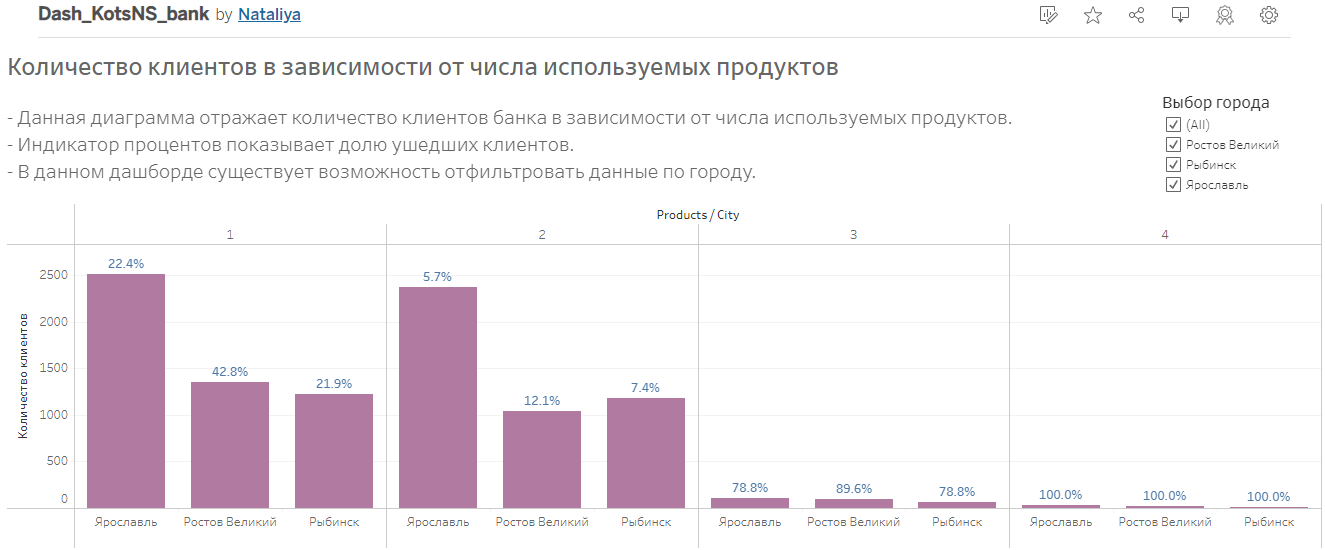 Dash_KotsNS_bank by Nataliya
Количество клиентов в зависимости от числа используемых продуктов
- Данная диаграмма отражает количество клиентов банка в зависимости от числа используемых продуктов.
- Индикатор процентов показывает долю ушедших клиентов.
- В данном дашборде существует возможность отфильтровать данные по городу.
Выбор города
(All)
Ростов Великий
Рыбинск
Ярославль
Products / City
1 2 3 4
Количество клиентов
2500
2000
1500
1000
500
0
22.4% 42.8% 21.9% 5.7% 12.1% 7.4% 78.8% 89.6% 78.8% 100.0% 100.0% 100.0%
Ярославль Ростов Великий Рыбинск Ярославль Ростов Великий Рыбинск Ярославль Ростов Великий Рыбинск Ярославль Ростов Великий Рыбинск